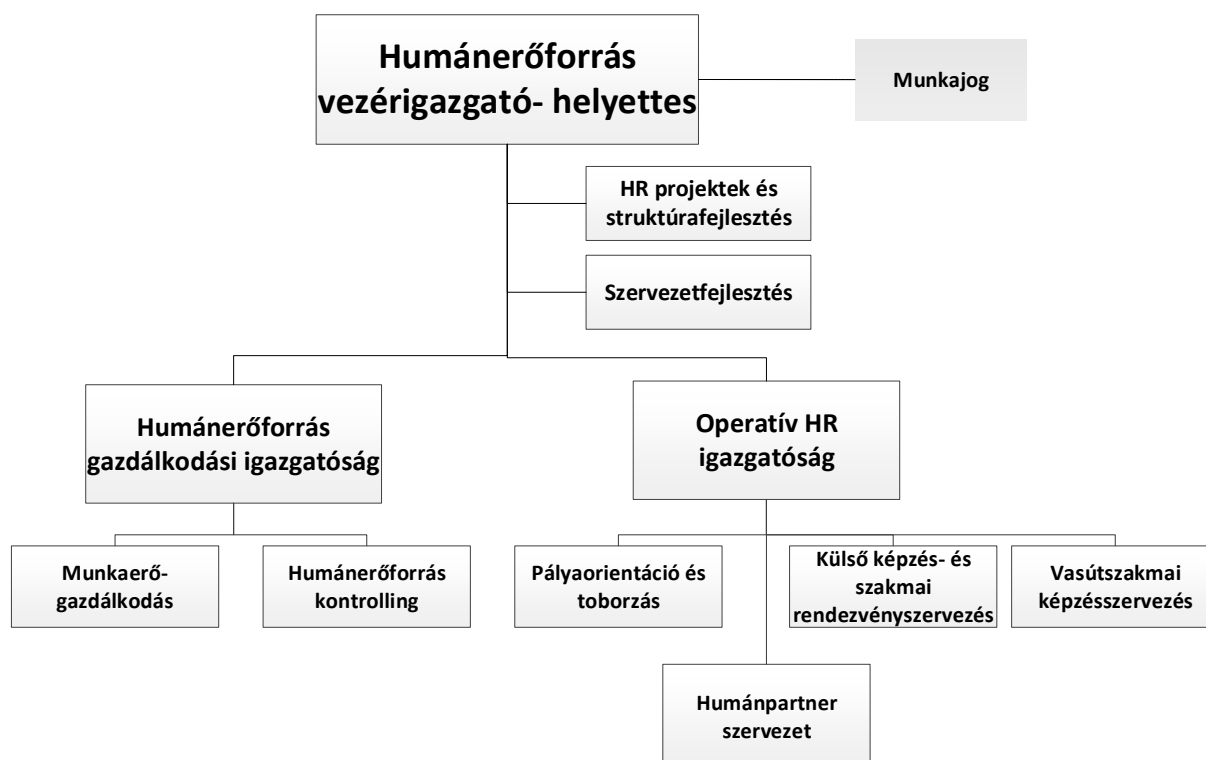 Humánerőforrás
vezérigazgató- helyettes
Munkajog
HR projektek és
struktúrafejlesztés
Szervezetfejlesztés
Humánerőforrás
gazdálkodási igazgatóság
Operatív HR
igazgatóság
Munkaerő-
gazdálkodás
Humánerőforrás
kontrolling
Pályaorientáció és
toborzás
Külső képzés- és
szakmai
rendezvényszervezés
Vasútszakmai
képzésszervezés
Humánpartner
szervezet